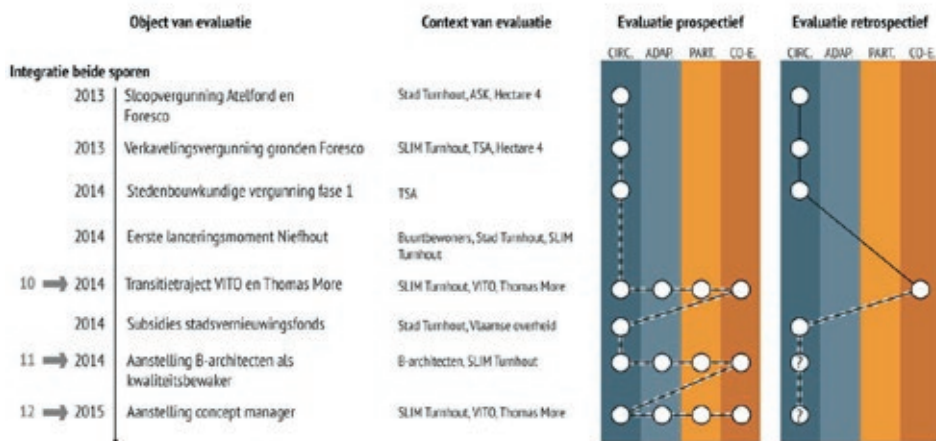 Object van evaluatie
Context van evaluatie
Evaluatie prospectief
Evaluatie retrospectief
CIRC. ADAP. PART. CO-E.
CIRC. ADAP. PART. CO-E.
Integratie beide sporen
2013 Sloopvergunning Atelfond en
Foresco
Stad Turnhout, ASK, Hectare 4
2013 Verkavelingsvergunning gronden Foresco
SLIM Turnhout, TSA, Hectare 4
2014 Stedenbouwkundige vergunning fase 1
TSA
2014 Eerste lanceringsmoment Niefhout
Buurtbewoners, Stad Turnhout, SLIM
Turnhout
10 2014 Transitietraject VITO en Thomas More
SLIM Turnhout, VITO, Thomas More
2014 Subsidies stadsvernieuwingsfonds
Stad Turnhout, Vlaamse overheid
11 2014 Aanstelling B-architecten als
kwaliteitsbewaker
B-architecten, SLIM Turnhout
?
12 2015 Aanstelling concept manager
SLIM Turnhout, VITO, Thomas More
?